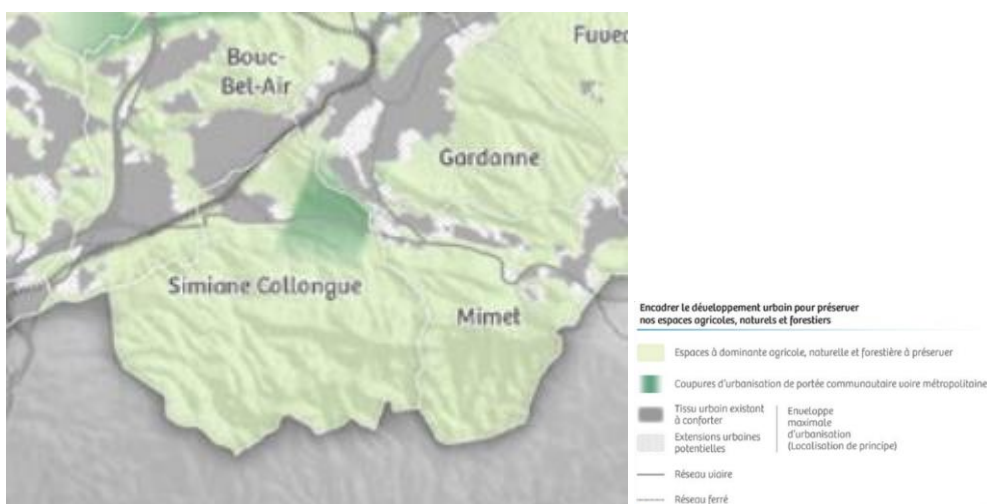 Fuveau
Bouc-
Bel-Air
Gardanne
Simiane Collongue
Mimet
Encadrer le développement urbain pour préserver
nos espaces agricoles, naturels et forestiers
Espaces à dominante agricole, naturelle et forestière à préserver
Coupures d'urbanisation de portée communautaire voire métropolitaine
Tissu urbain existant
à conforter
Extensions urbaines
potentielles
Enveloppe
maximale
d'urbanisation
(Localisation de principe)
Réseau viaire
Réseau ferré